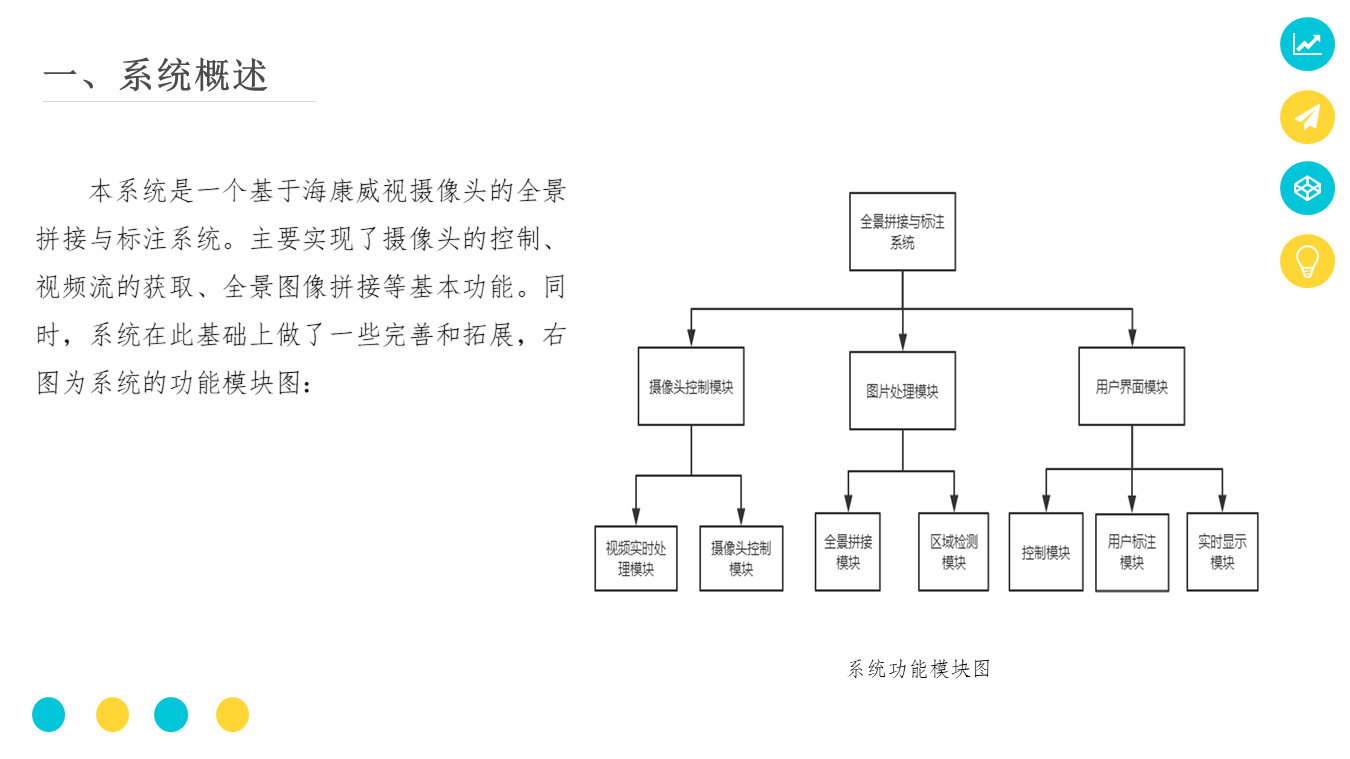 一、系统概述
本系统是一个基于海康威视摄像头的全景
拼接与标注系统。主要实现了摄像头的控制、
视频流的获取、全景图像拼接等基本功能。同
时，系统在此基础上做了一些完善和拓展，右
图为系统的功能模块图：
全景拼接与标注
系统
摄像头控制模块
图片处理模块
用户界面模块
视频实时处
理模块
摄像头控制
模块
全景拼接
模块
区域检测
模块
控制模块
用户标注
模块
实时显示
模块
系统功能模块图